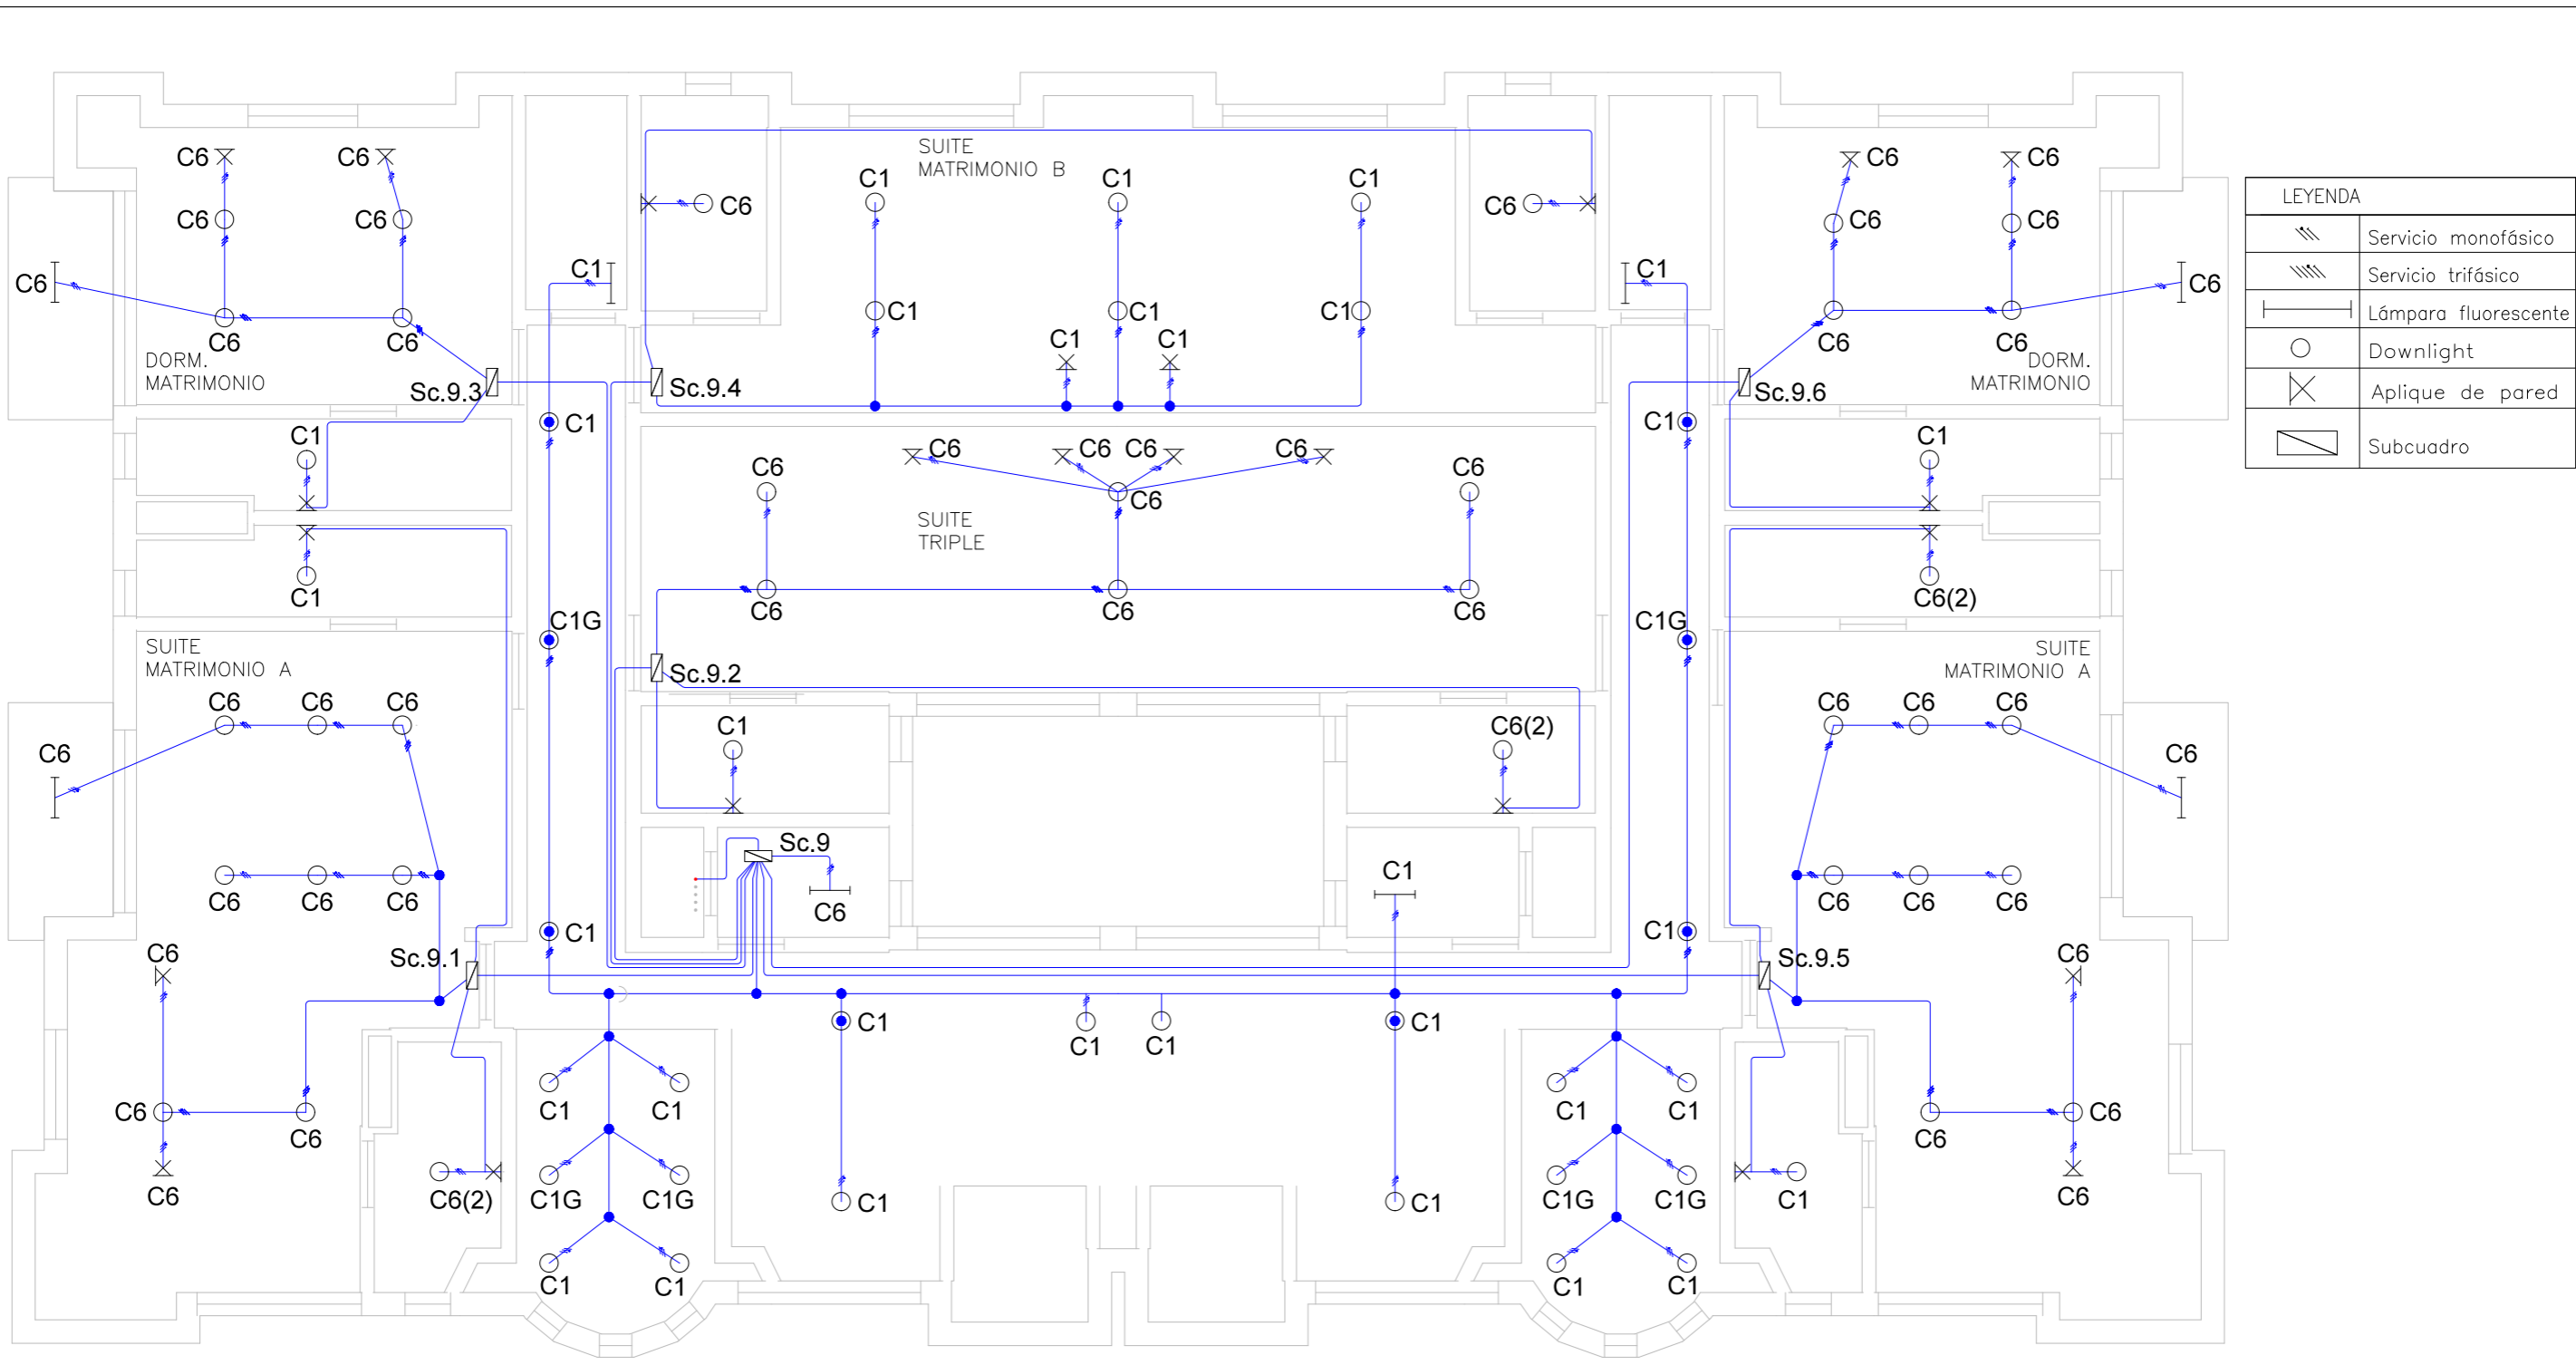 SUITE
MATRIMONIO B
C6
C6
C6
C6
C1
C1
C1
C6
C6
C6
C6
C6
C6
C6
C6
LEYENDA
Servicio monofásico
Servicio trifásico
Lámpara fluorescente
Downlight
Aplique de pared
Subcuadro
C6
C1
C1
C6
C1
C1
C1
C6
C6
C1
C1
C6
C6
DORM.
MATRIMONIO
DORM.
MATRIMONIO
Sc.9.3
Sc.9.4
Sc.9.6
C1
C1
C1
C6
C6
C6
C6
C1
C6
C6
C6
SUITE
TRIPLE
C1
C6
C6
C6
C6(2)
C1G
C1G
SUITE
MATRIMONIO A
SUITE
MATRIMONIO A
Sc.9.2
C6
C6
C6
C6
C6
C6
C1
C6(2)
C6
C6
Sc.9
C1
C6
C6
C6
C6
C6
C6
C6
C1
C1
C6
Sc.9.1
Sc.9.5
C6
C1
C1
C1
C1
C1
C1
C1
C1
C6
C6
C6
C6
C6
C6(2)
C1G
C1G
C1
C1
C1G
C1G
C1
C6
C1
C1
C1
C1